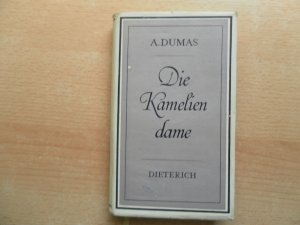 A. DUMAS
Die
Kamelien
dame
DIETERICH